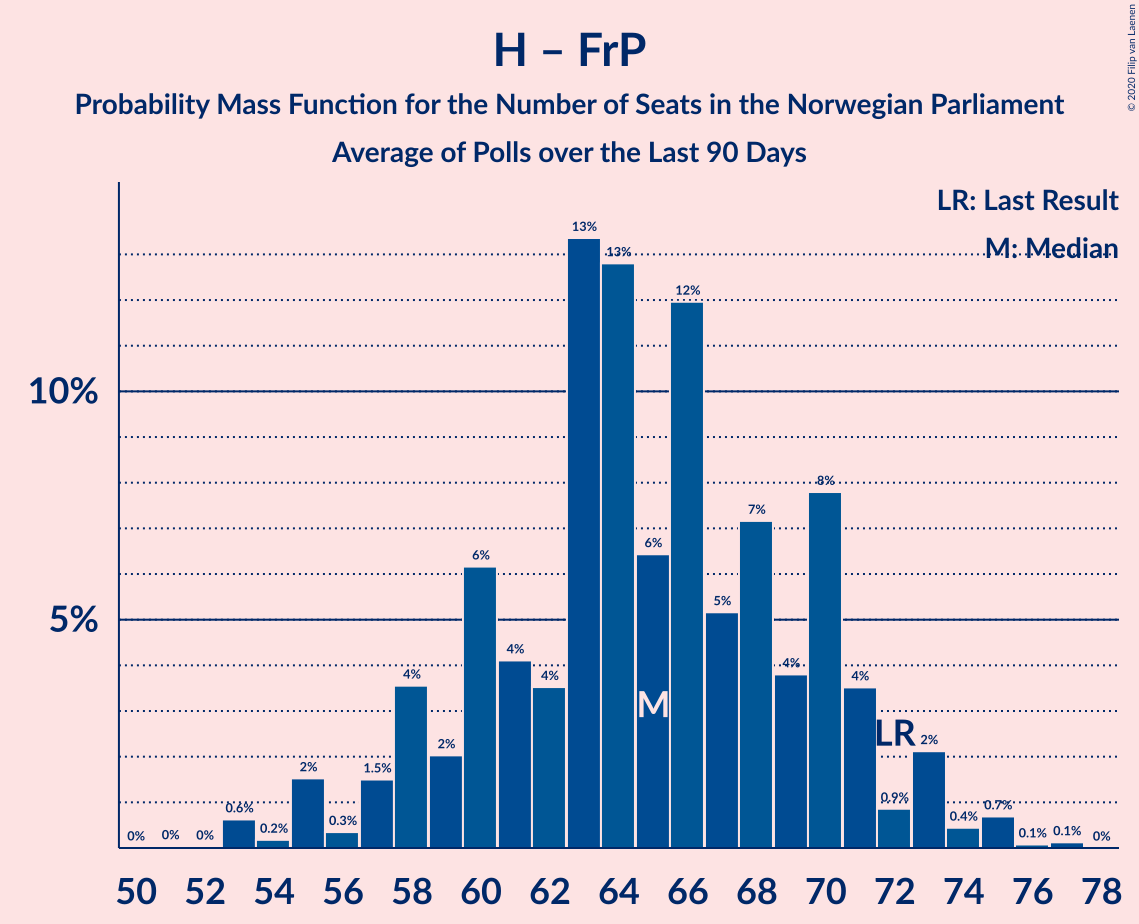 H – FrP
Probability Mass Function for the Number of Seats in the Norwegian Parliament
Average of Polls over the Last 90 Days
© 2020 Filip van Laenen
LR: Last Result
M: Median
10%
5%
0% 0% 0% 0.6% 0.2% 2% 0.3% 1.5% 4% 2% 6% 4% 4% 13% 13% 6% 12% 5% 7% 4% 8% 4% 0.9% 2% 0.4% 0.7% 0.1% 0.1% 0%
M
LR
50 52 54 56 58 60 62 64 66 68 70 72 74 76 78